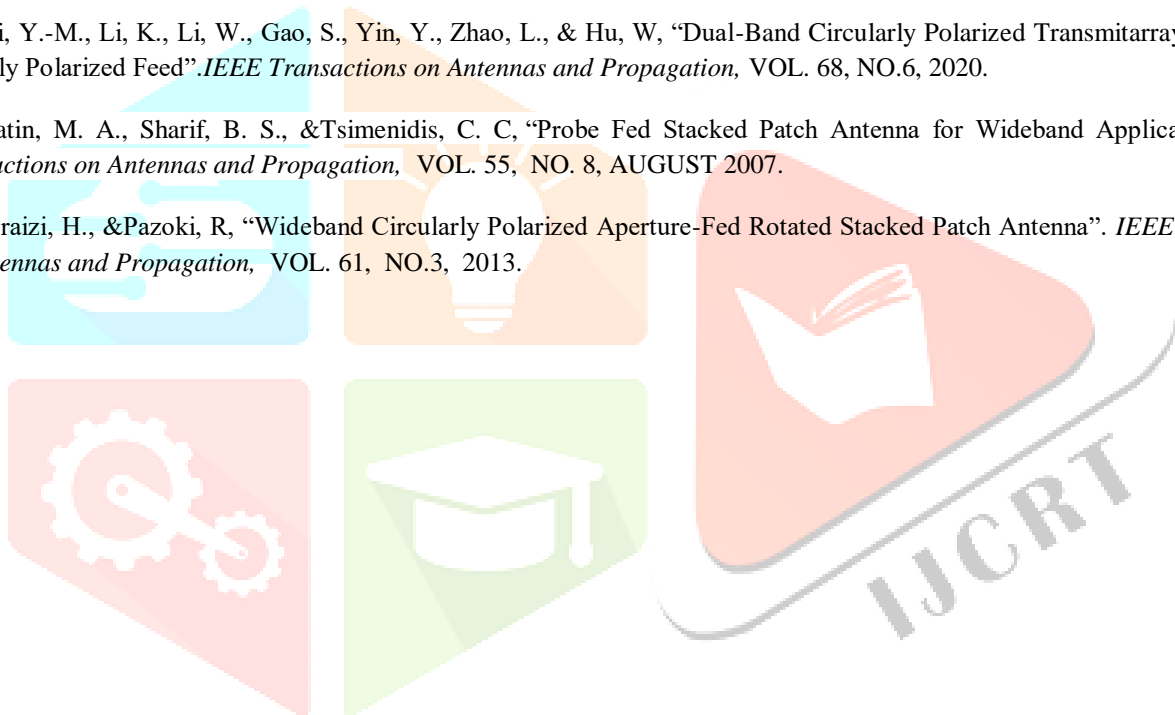 i, Y.-M., Li, K., Li, W., Gao, S., Yin, Y., Zhao, L., & Hu, W, “Dual-Band Circularly Polarized Transmitarray
ly Polarized Feed”.IEEE Transactions on Antennas and Propagation, VOL. 68, NO.6, 2020.
atin, M. A., Sharif, B. S., &Tsimenidis, C. C, “Probe Fed Stacked Patch Antenna for Wideband Applica
actions on Antennas and Propagation, VOL. 55, NO. 8, AUGUST 2007.
raizi, H., &Pazoki, R, “Wideband Circularly Polarized Aperture-Fed Rotated Stacked Patch Antenna”. IEEE
ennas and Propagation, VOL. 61, NO.3, 2013.
IJCRT